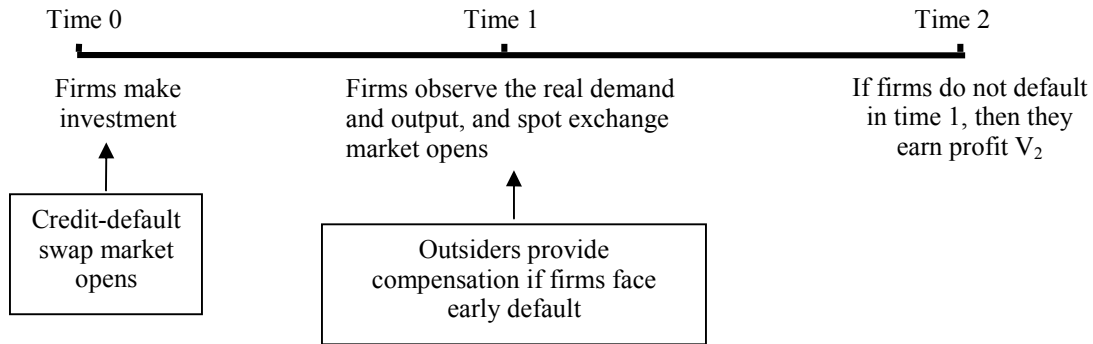 Time 0
Time 1
Time 2
Firms make
investment
Firms observe the real demand
and output, and spot exchange
market opens
If firms do not default
in time 1, then they
earn profit V₂
Credit-default
swap market
opens
Outsiders provide
compensation if firms face
early default